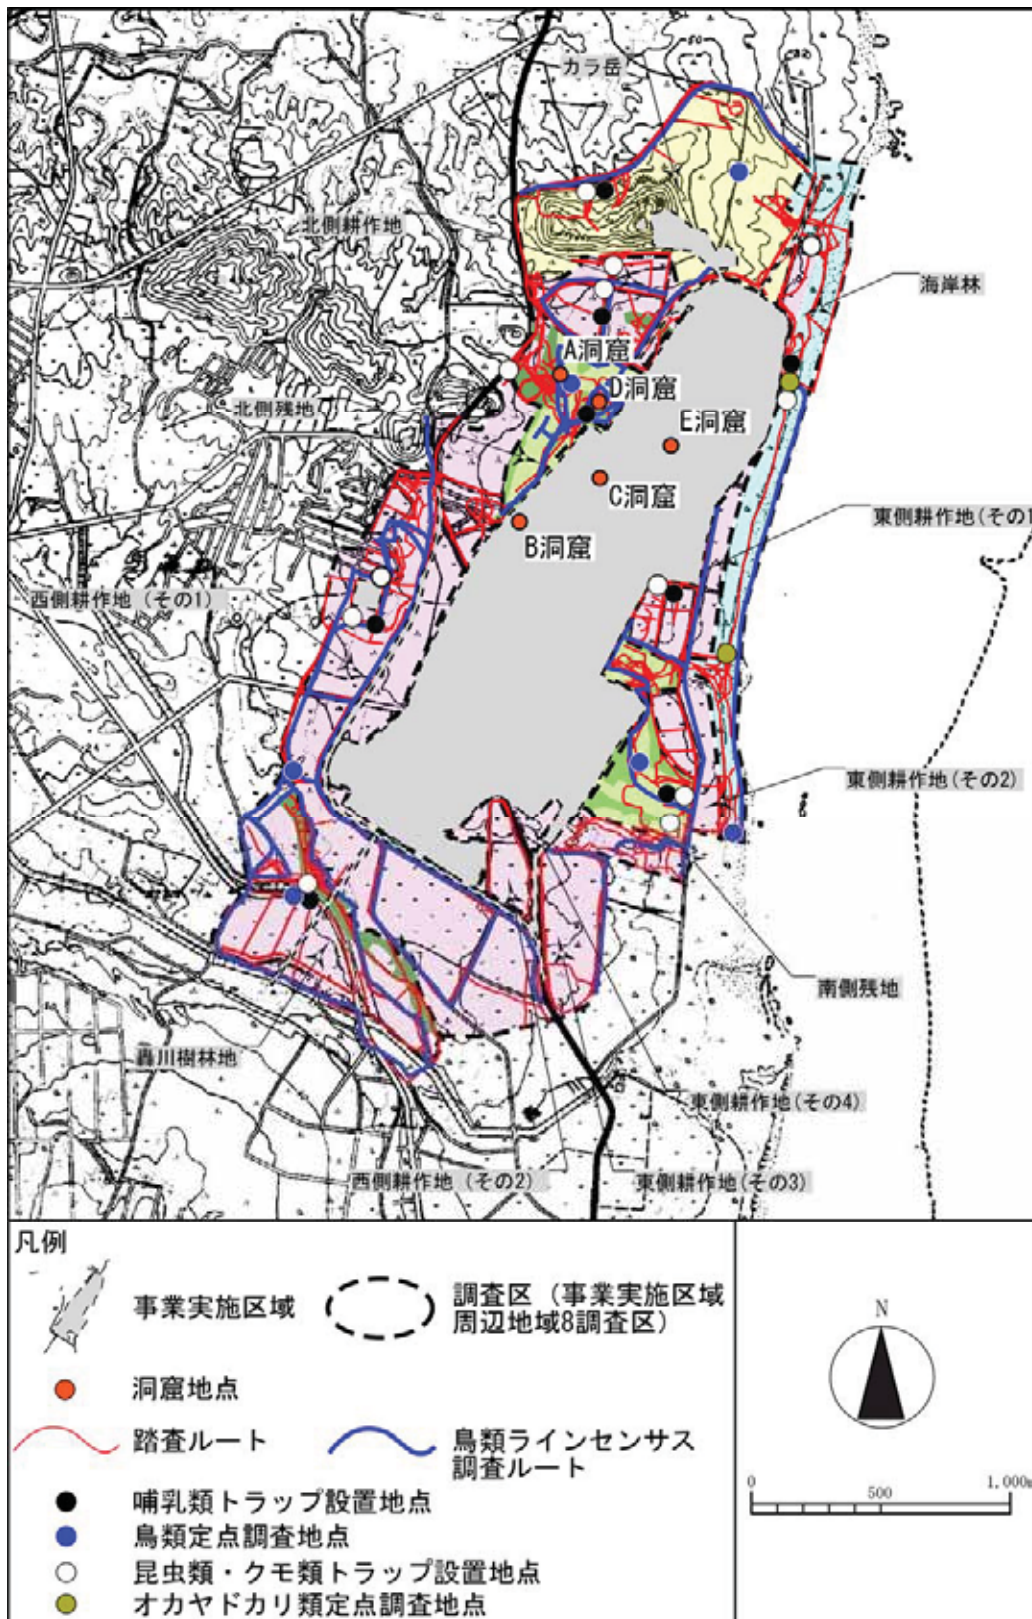 カラ岳
北側耕作地
海岸林
A洞窟
D洞窟
北側残地
E洞窟
C洞窟
東側耕作地(その1
B洞窟
西側耕作地(その1)
東側耕作地(その2)
南側残地
轟川樹林地
東側耕作地(その4)
西側耕作地(その2)
東側耕作地(その3)
凡例
事業実施区域
調査区(事業実施区域
周辺地域8調査区)
洞窟地点
踏査ルート
鳥類ラインセンサス
調査ルート
哺乳類トラップ設置地点
鳥類定点調査地点
昆虫類・クモ類トラップ設置地点
オカヤドカリ類定点調査地点
N
0 500 1,000m